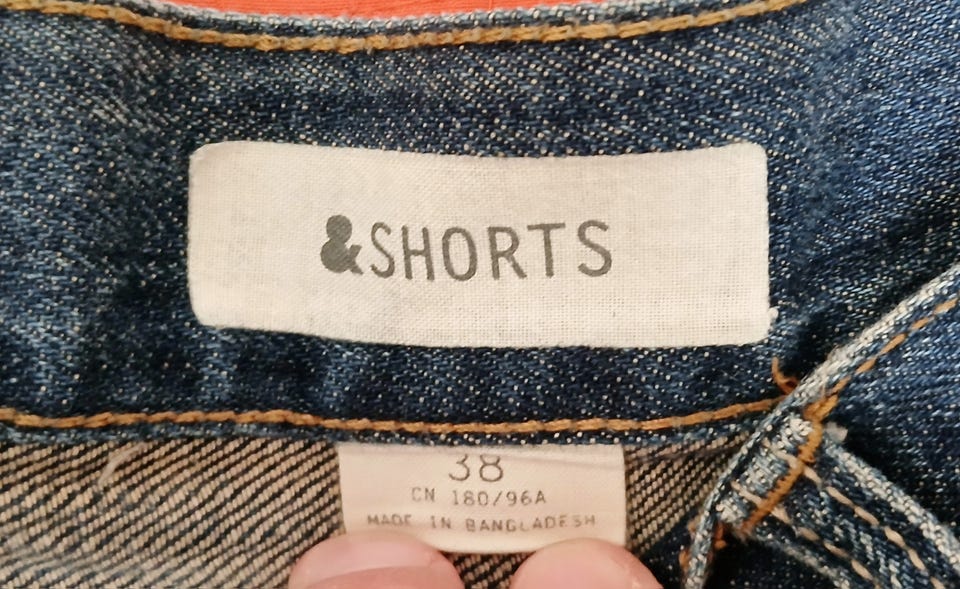 &SHORTS
38
CN 180/96A
MADE IN BANGLADESH